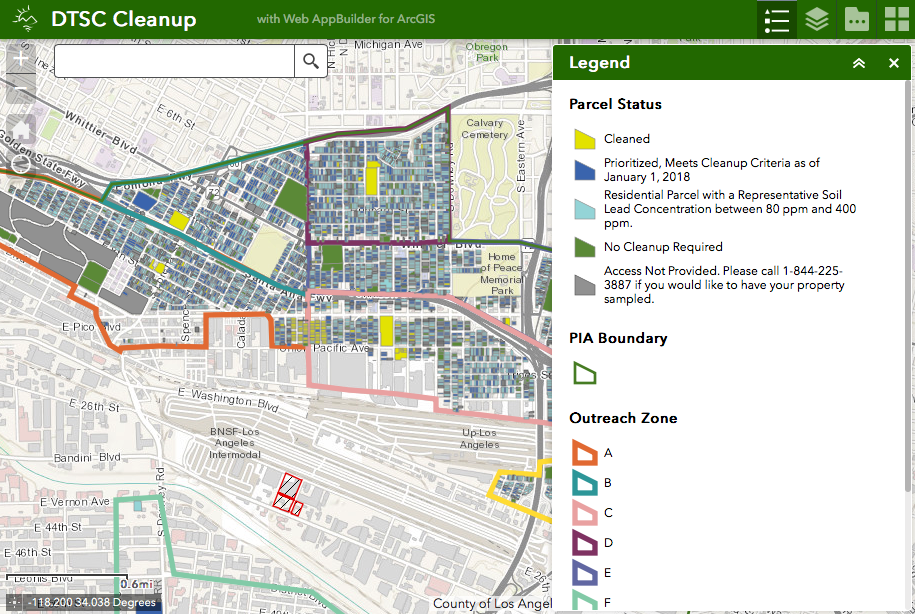 DTSC Cleanup
with Web AppBuilder for ArcGIS
Michigan Ave
Obregon
Park
Legend
Parcel Status
Cleaned
Prioritized, Meets Cleanup Criteria as of
January 1, 2018
Residential Parcel with a Representative Soil
Lead Concentration between 80 ppm and 400
ppm.
No Cleanup Required
Access Not Provided. Please call 1-844-225-
3887 if you would like to have your property
sampled.
PIA Boundary
Outreach Zone
A
B
C
D
E
F
E 6th St
Whittier-Blvd
Golden State Fwy
Calvary
Cemetery
S Eastern Ave
Home
of Peace
Memorial
Park
Santa Ana Fwy
E Pico Blvd
Union Pacific Ave
E Washington Blvd
E 26th St
BNSF-Los
Angeles
Intermodal
Up-Los
Angeles
Bandini Blvd
E Vernon Ave
E 44th St
E 46th St
Leonis Blvd
0.6mi
-118.200 34.038 Degrees
County of Los Angel